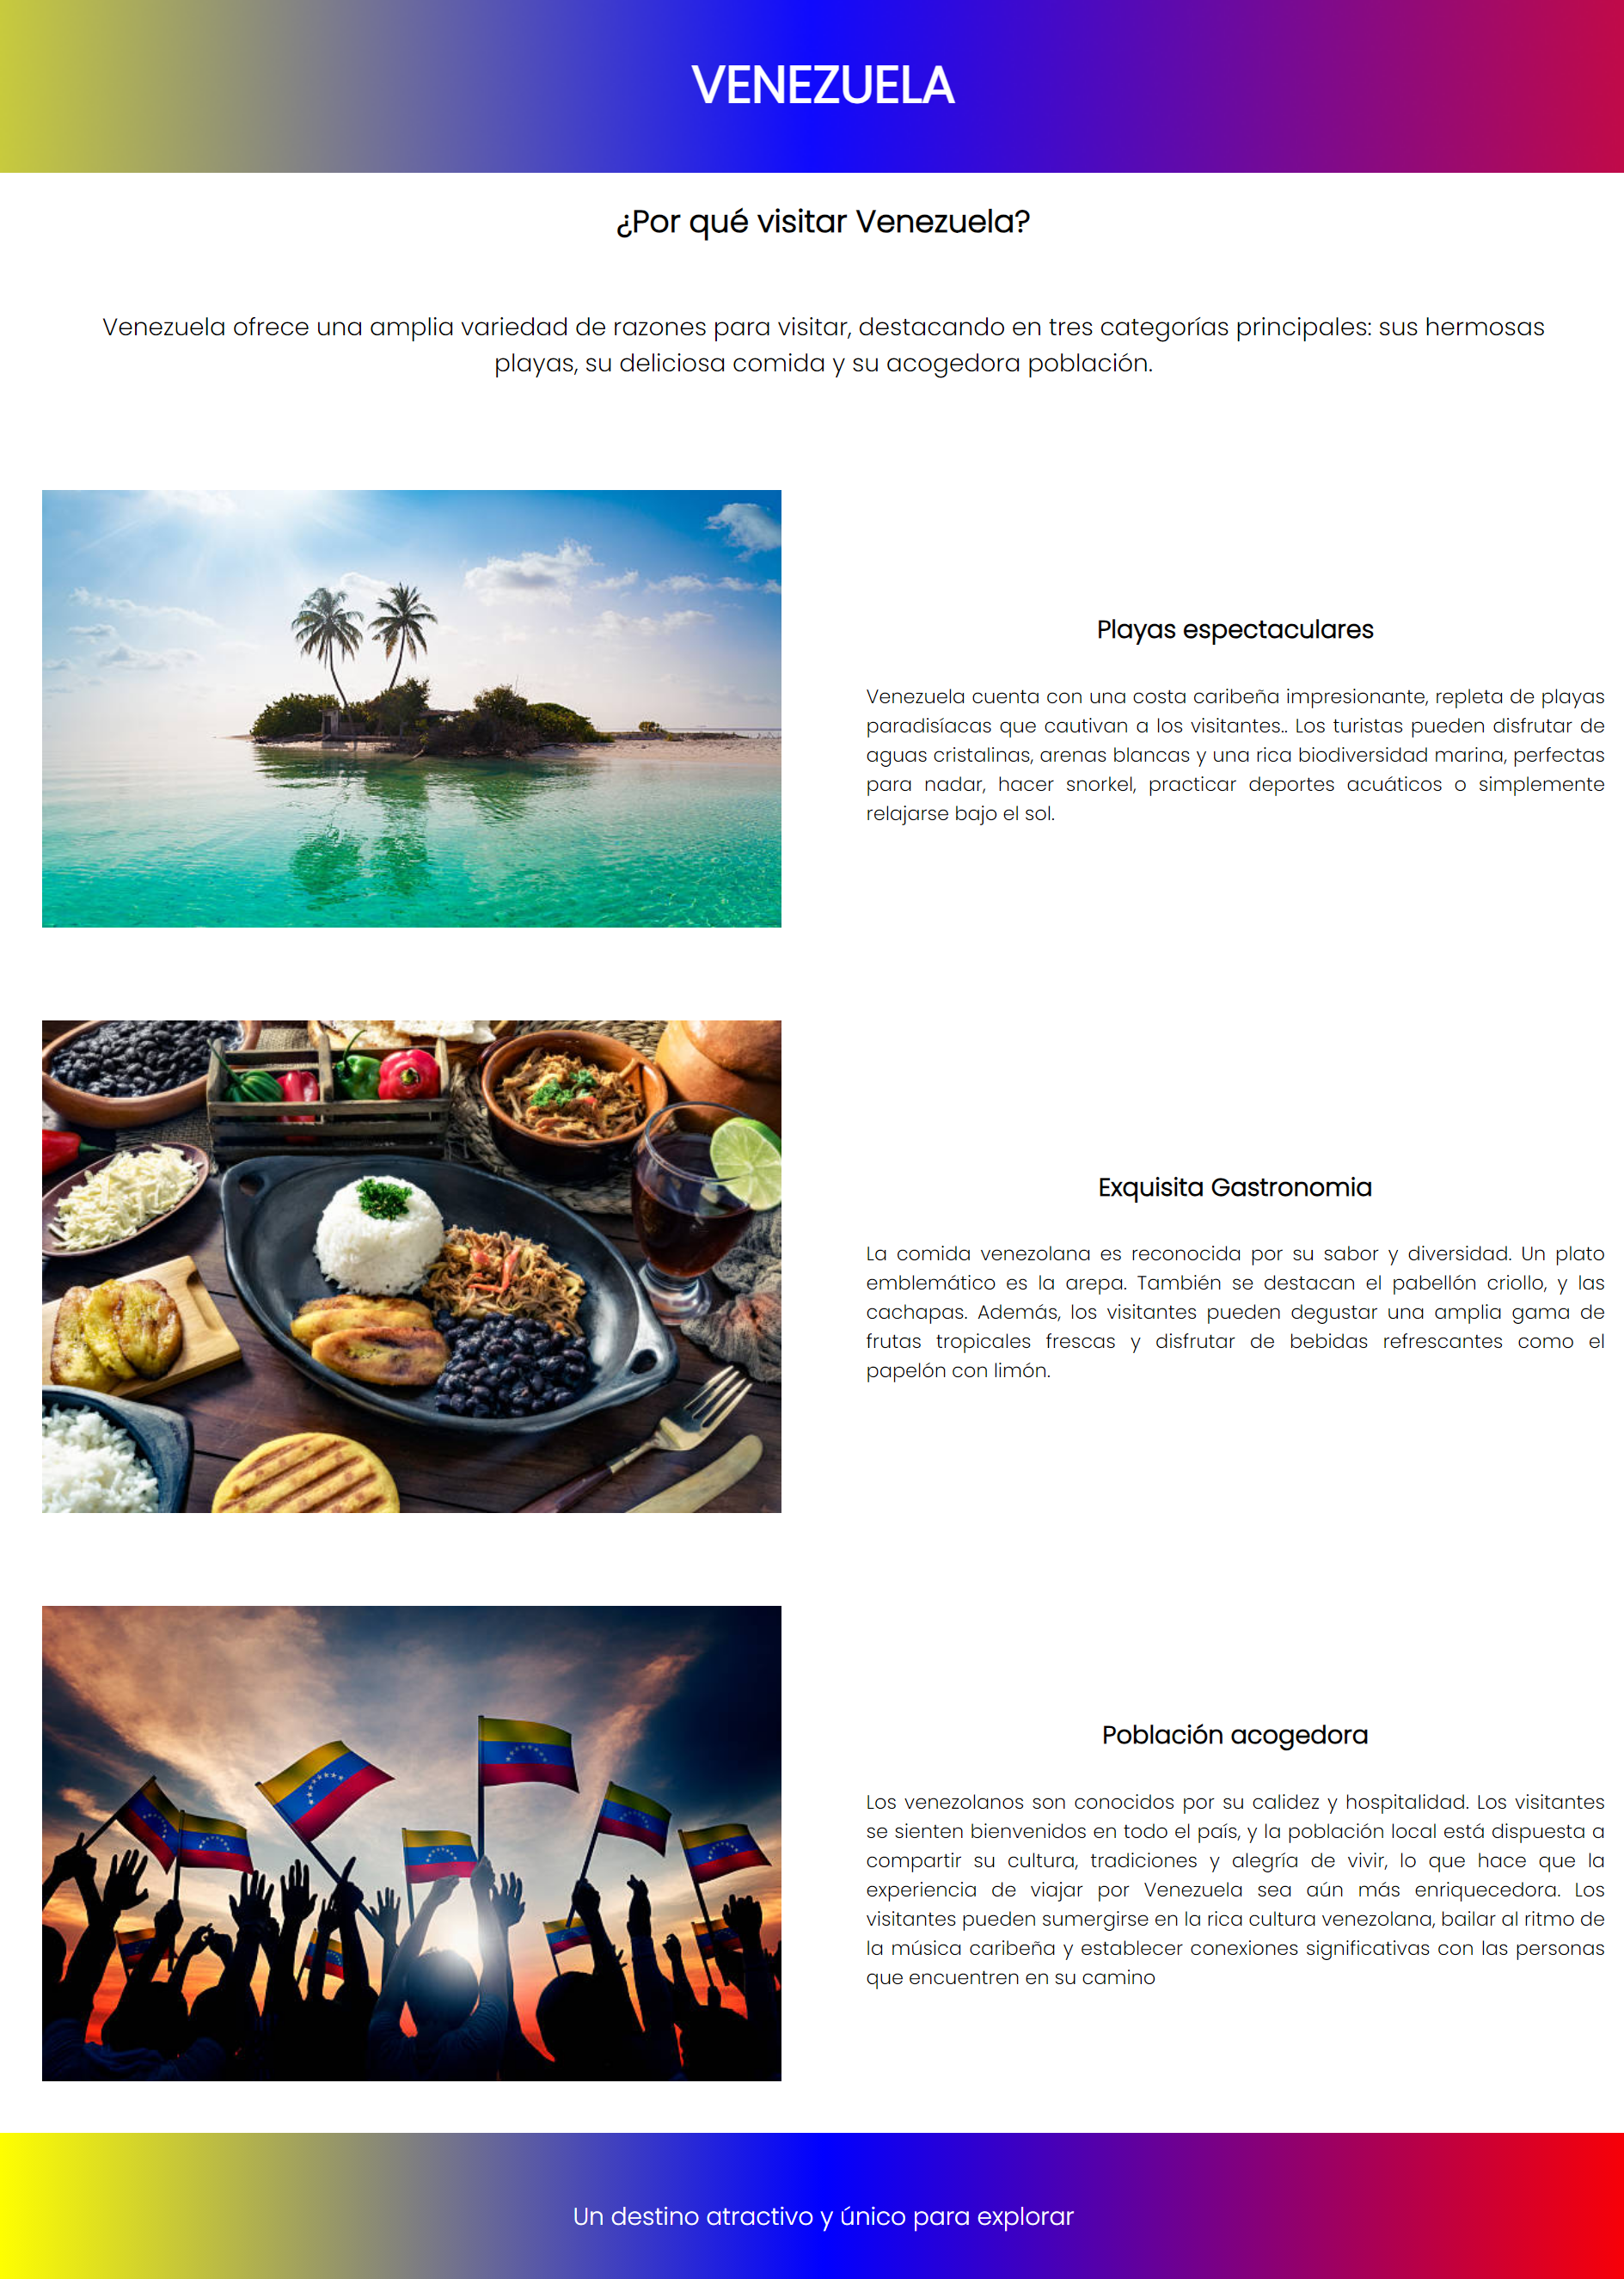 VENEZUELA
¿Por qué visitar Venezuela?
Venezuela ofrece una amplia variedad de razones para visitar, destacando en tres categorías principales: sus hermosas
playas, su deliciosa comida y su acogedora población.
Playas espectaculares
Venezuela cuenta con una costa caribeña impresionante, repleta de playas
paradisíacas que cautivan a los visitantes.. Los turistas pueden disfrutar de
aguas cristalinas, arenas blancas y una rica biodiversidad marina, perfectas
para nadar, hacer snorkel, practicar deportes acuáticos o simplemente
relajarse bajo el sol.
Exquisita Gastronomia
La comida venezolana es reconocida por su sabor y diversidad. Un plato
emblemático es la arepa. También se destacan el pabellón criollo, y las
cachapas. Además, los visitantes pueden degustar una amplia gama de
frutas tropicales frescas y disfrutar de bebidas refrescantes como el
papelón con limón.
Población acogedora
Los venezolanos son conocidos por su calidez y hospitalidad. Los visitantes
se sienten bienvenidos en todo el país, y la población local está dispuesta a
compartir su cultura, tradiciones y alegría de vivir, lo que hace que la
experiencia de viajar por Venezuela sea aún más enriquecedora. Los
visitantes pueden sumergirse en la rica cultura venezolana, bailar al ritmo de
la música caribeña y establecer conexiones significativas con las personas
que encuentren en su camino
Un destino atractivo y único para explorar